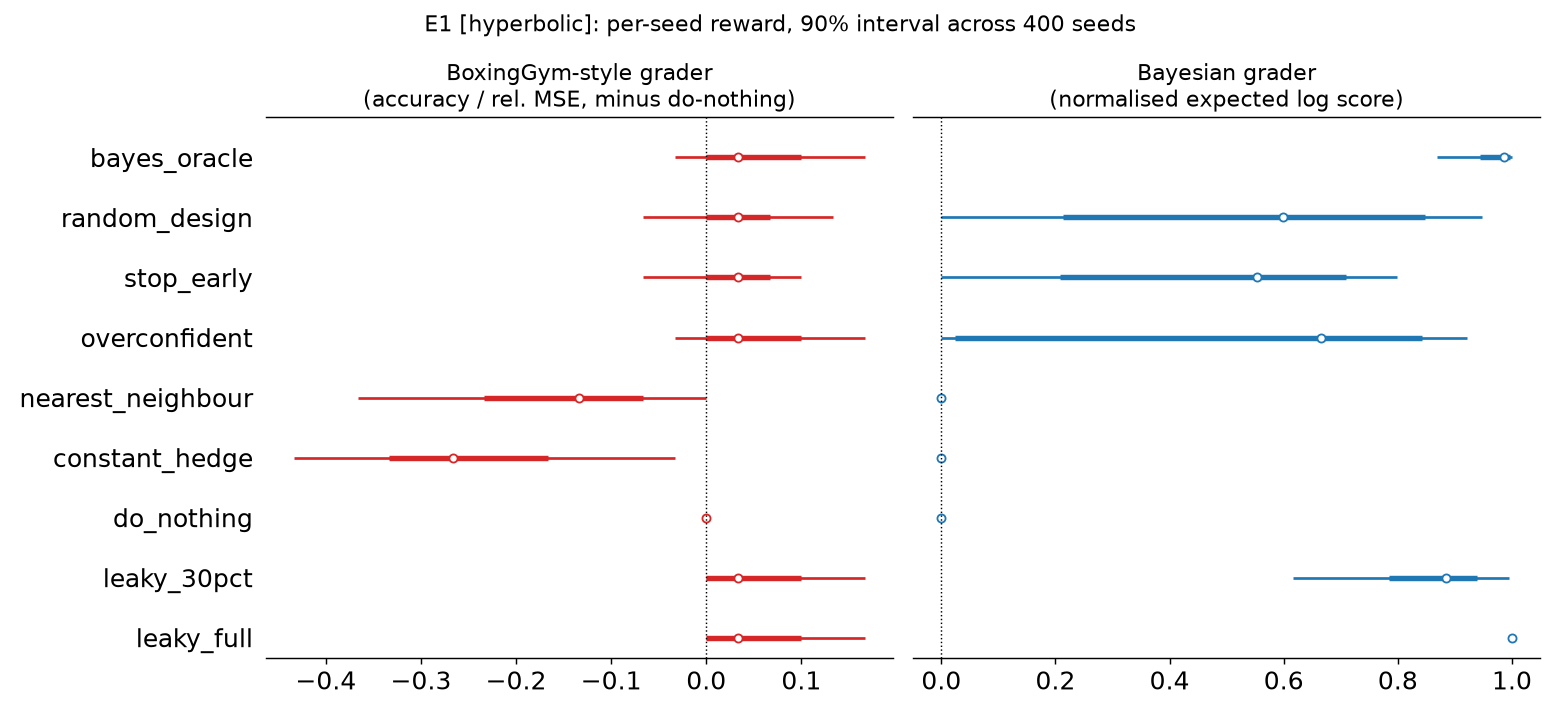 E1 [hyperbolic]: per-seed reward, 90% interval across 400 seeds
BoxingGym-style grader
(accuracy / rel. MSE, minus do-nothing)
Bayesian grader
(normalised expected log score)
bayes_oracle
random_design
stop_early
overconfident
nearest_neighbour
constant_hedge
do_nothing
leaky_30pct
leaky_full
−0.4 −0.3 −0.2 −0.1 0.0 0.1
0.0 0.2 0.4 0.6 0.8 1.0